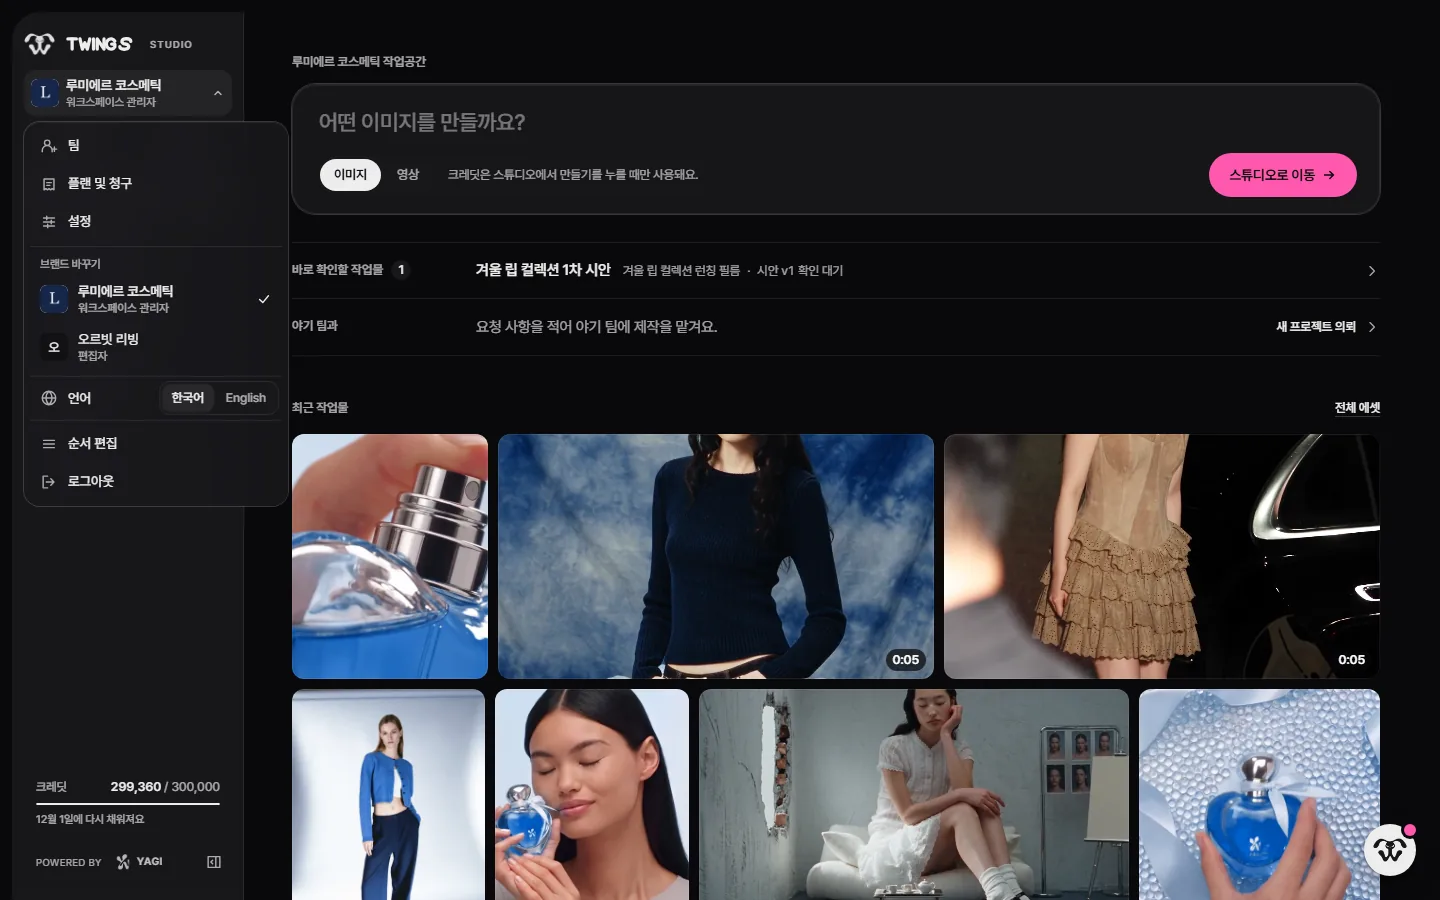 TWINGS STUDIO
루미에르 코스메틱
워크스페이스 관리자
팀
플랜 및 청구
설정
브랜드 바꾸기
루미에르 코스메틱
워크스페이스 관리자
오
오르빗 리빙
편집자
언어 한국어 English
순서 편집
로그아웃
크레딧 299,360 / 300,000
12월 1일에 다시 채워져요
POWERED BY YAGI
루미에르 코스메틱 작업공간
어떤 이미지를 만들까요?
이미지 영상 크레딧은 스튜디오에서 만들기를 누를 때만 사용돼요.
스튜디오로 이동
바로 확인할 작업물 1 겨울 립 컬렉션 1차 시안 겨울 립 컬렉션 런칭 필름 · 시안 v1 확인 대기
야기 팀과 요청 사항을 적어 야기 팀에 제작을 맡겨요. 새 프로젝트 의뢰
최근 작업물 전체 에셋
0:05
0:05
L
L